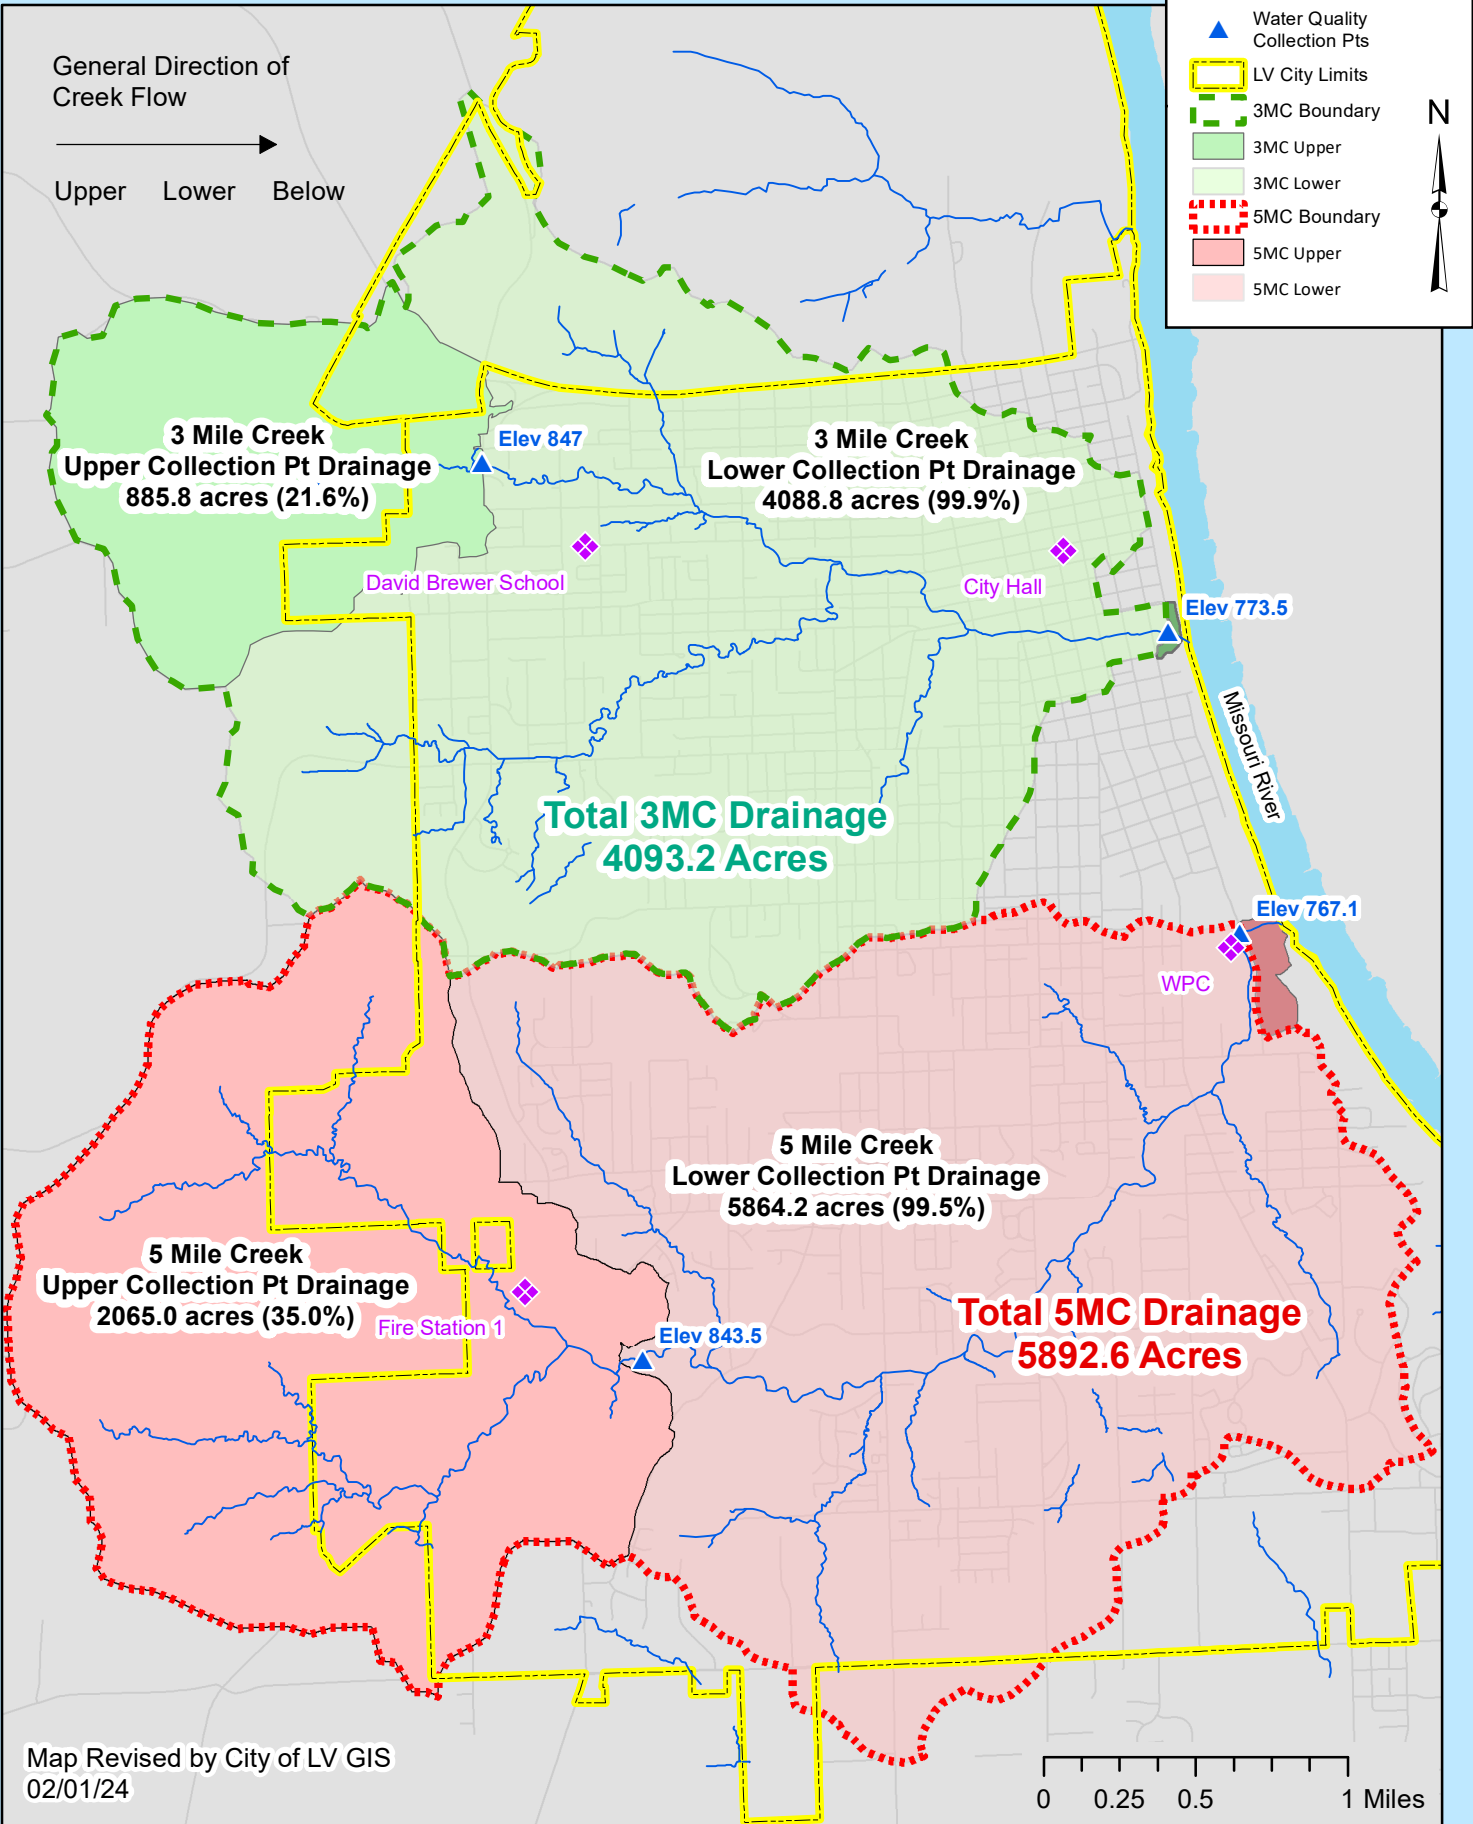 General Direction of
Creek Flow
Upper Lower Below
Water Quality
Collection Pts
LV City Limits
3MC Boundary
3MC Upper
3MC Lower
5MC Boundary
5MC Upper
5MC Lower
N
3 Mile Creek
Upper Collection Pt Drainage
885.8 acres (21.6%)
Elev 847
3 Mile Creek
Lower Collection Pt Drainage
4088.8 acres (99.9%)
David Brewer School
City Hall
Elev 773.5
Missouri River
Total 3MC Drainage
4093.2 Acres
Elev 767.1
WPC
5 Mile Creek
Lower Collection Pt Drainage
5864.2 acres (99.5%)
5 Mile Creek
Upper Collection Pt Drainage
2065.0 acres (35.0%)
Fire Station 1
Elev 843.5
Total 5MC Drainage
5892.6 Acres
Map Revised by City of LV GIS
02/01/24
0 0.25 0.5 1 Miles